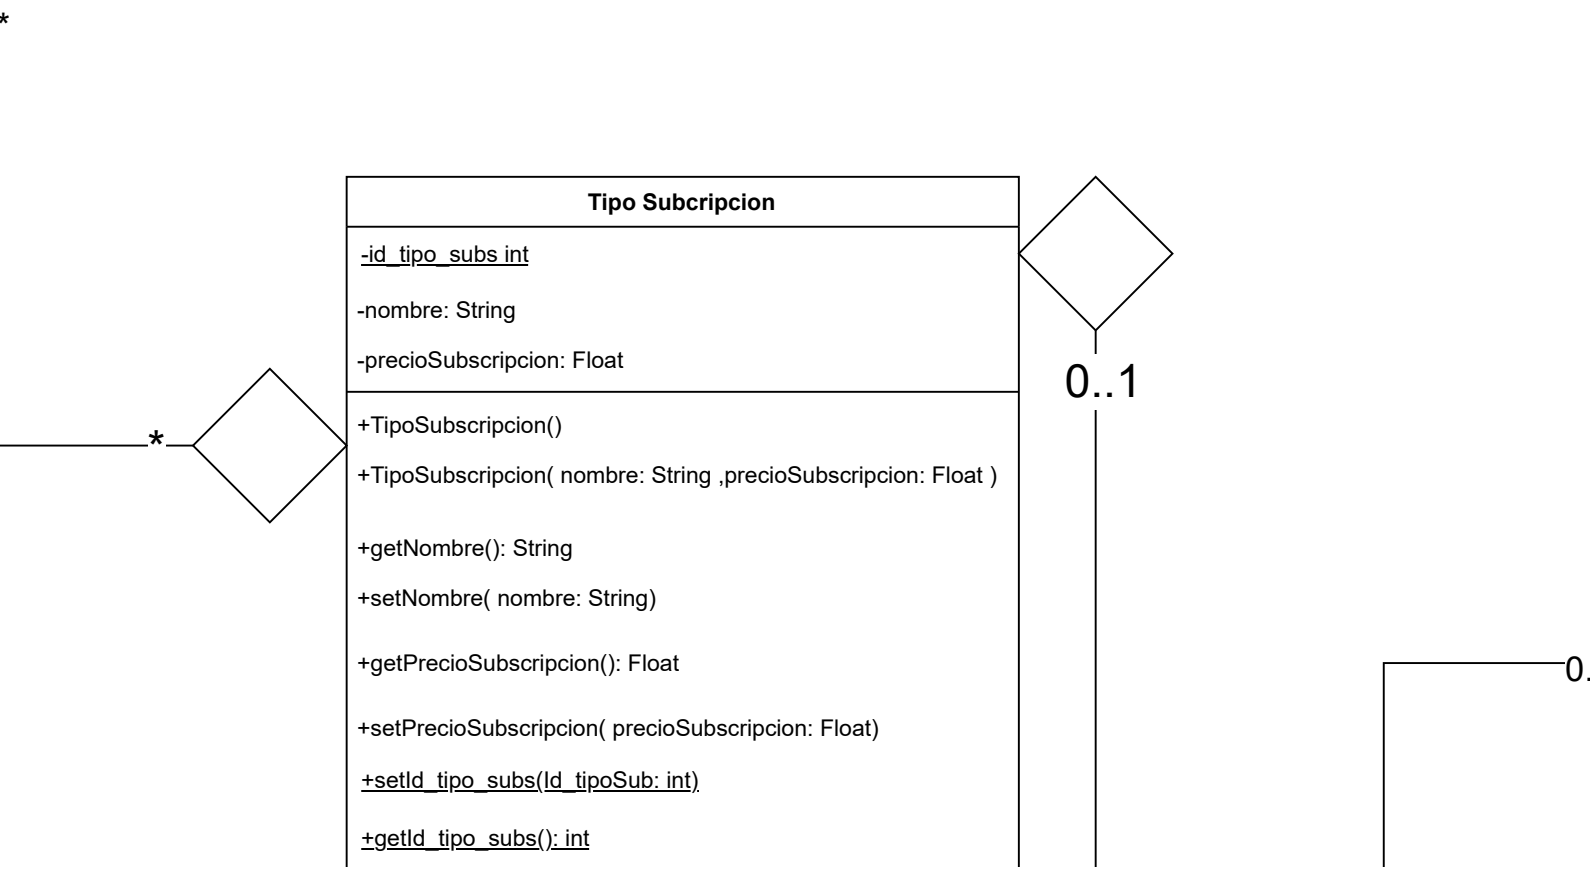 *
Tipo Subcripcion
-id_tipo_subs int
-nombre: String
-precioSubscripcion: Float
0..1
+TipoSubscripcion()
*
+TipoSubscripcion( nombre: String ,precioSubscripcion: Float )
+getNombre(): String
+setNombre( nombre: String)
+getPrecioSubscripcion(): Float
0.
+setPrecioSubscripcion( precioSubscripcion: Float)
+setId_tipo_subs(Id_tipoSub: int)
+getId_tipo_subs(): int